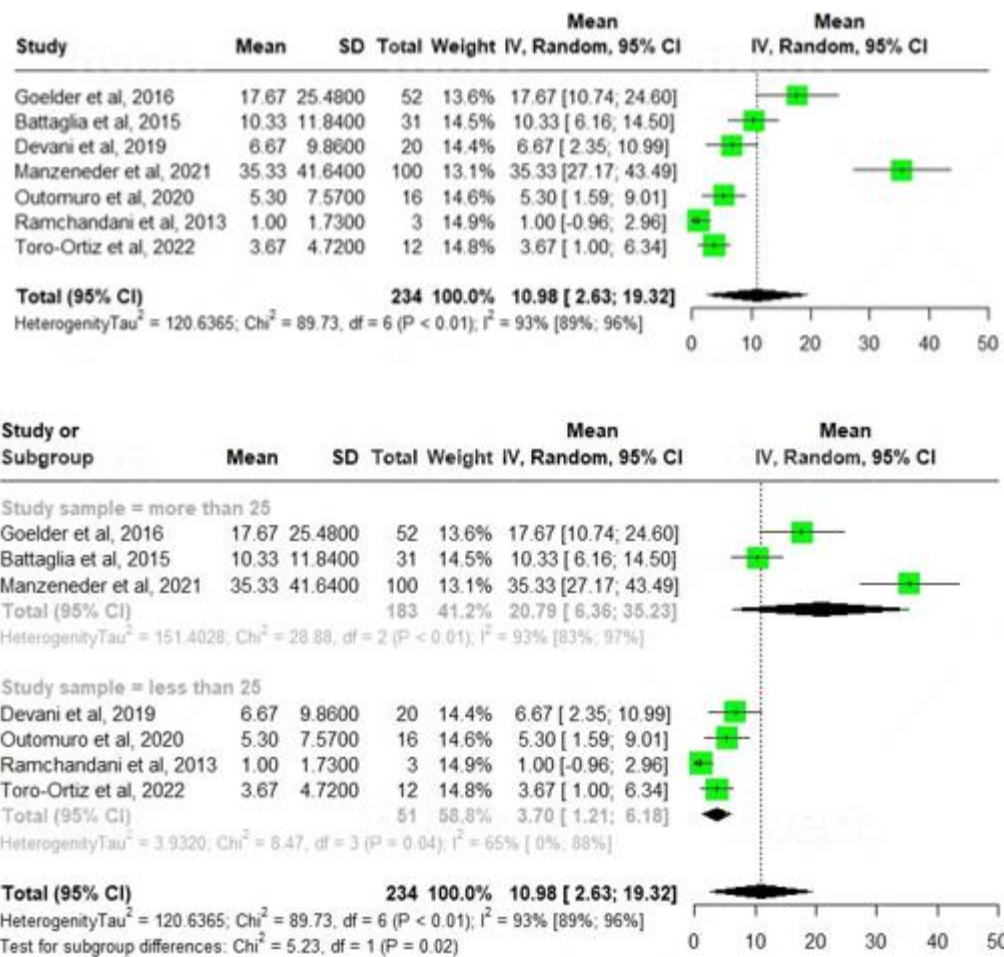 Mean Mean
Study Mean SD Total Weight IV, Random, 95% CI IV, Random, 95% CI
Goelder et al, 2016 17.67 25.4800 52 13.6% 17.67 [10.74; 24.60]
Battaglia et al, 2015 10.33 11.8400 31 14.5% 10.33 [ 6.16; 14.50]
Devani et al, 2019 6.67 9.8600 20 14.4% 6.67 [ 2.35; 10.99]
Manzeneder et al, 2021 35.33 41.6400 100 13.1% 35.33 [27.17; 43.49]
Outomuro et al, 2020 5.30 7.5700 16 14.6% 5.30 [ 1.59; 9.01]
Ramchandani et al, 2013 1.00 1.7300 3 14.9% 1.00 [-0.96; 2.96]
Toro-Ortiz et al, 2022 3.67 4.7200 12 14.8% 3.67 [ 1.00; 6.34]
Total (95% CI) 234 100.0% 10.98 [ 2.63; 19.32]
HeterogenityTau² = 120.6365; Chi² = 89.73, df = 6 (P < 0.01); I² = 93% [89%; 96%]
0 10 20 30 40 50
Study or Mean Mean
Subgroup Mean SD Total Weight IV, Random, 95% CI IV, Random, 95% CI
Study sample = more than 25
Goelder et al, 2016 17.67 25.4800 52 13.6% 17.67 [10.74; 24.60]
Battaglia et al, 2015 10.33 11.8400 31 14.5% 10.33 [ 6.16; 14.50]
Manzeneder et al, 2021 35.33 41.6400 100 13.1% 35.33 [27.17; 43.49]
Total (95% CI) 183 41.2% 20.79 [ 6.36; 35.23]
HeterogenityTau² = 151.4028; Chi² = 28.88, df = 2 (P < 0.01); I² = 93% [83%; 97%]
Study sample = less than 25
Devani et al, 2019 6.67 9.8600 20 14.4% 6.67 [ 2.35; 10.99]
Outomuro et al, 2020 5.30 7.5700 16 14.6% 5.30 [ 1.59; 9.01]
Ramchandani et al, 2013 1.00 1.7300 3 14.9% 1.00 [-0.96; 2.96]
Toro-Ortiz et al, 2022 3.67 4.7200 12 14.8% 3.67 [ 1.00; 6.34]
Total (95% CI) 51 58.8% 3.70 [ 1.21; 6.18]
HeterogenityTau² = 3.9320; Chi² = 8.47, df = 3 (P = 0.04); I² = 65% [ 0%; 88%]
Total (95% CI) 234 100.0% 10.98 [ 2.63; 19.32]
HeterogenityTau² = 120.6365; Chi² = 89.73, df = 6 (P < 0.01); I² = 93% [89%; 96%]
Test for subgroup differences: Chi² = 5.23, df = 1 (P = 0.02)
0 10 20 30 40 50